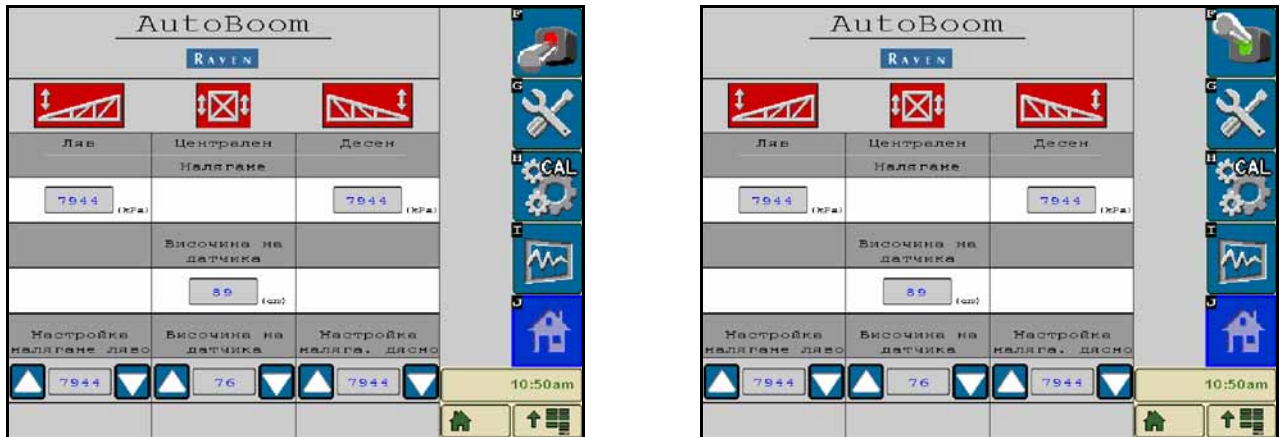 AutoBoom
RAVEN
Ляв Централен Десен
Налягане
7944 (kPa) 7944 (kPa)
Височина на
датчика
89 (cm)
Настройка Височина на Настройка
налягане ляво датчика наляга. дясно
7944 76 7944
F
G
H
CAL
I
J
10:50am
AutoBoom
RAVEN
Ляв Централен Десен
Налягане
7944 (kPa) 7944 (kPa)
Височина на
датчика
89 (cm)
Настройка Височина на Настройка
налягане ляво датчика наляга. дясно
7944 76 7944
F
G
H
CAL
I
J
10:50am